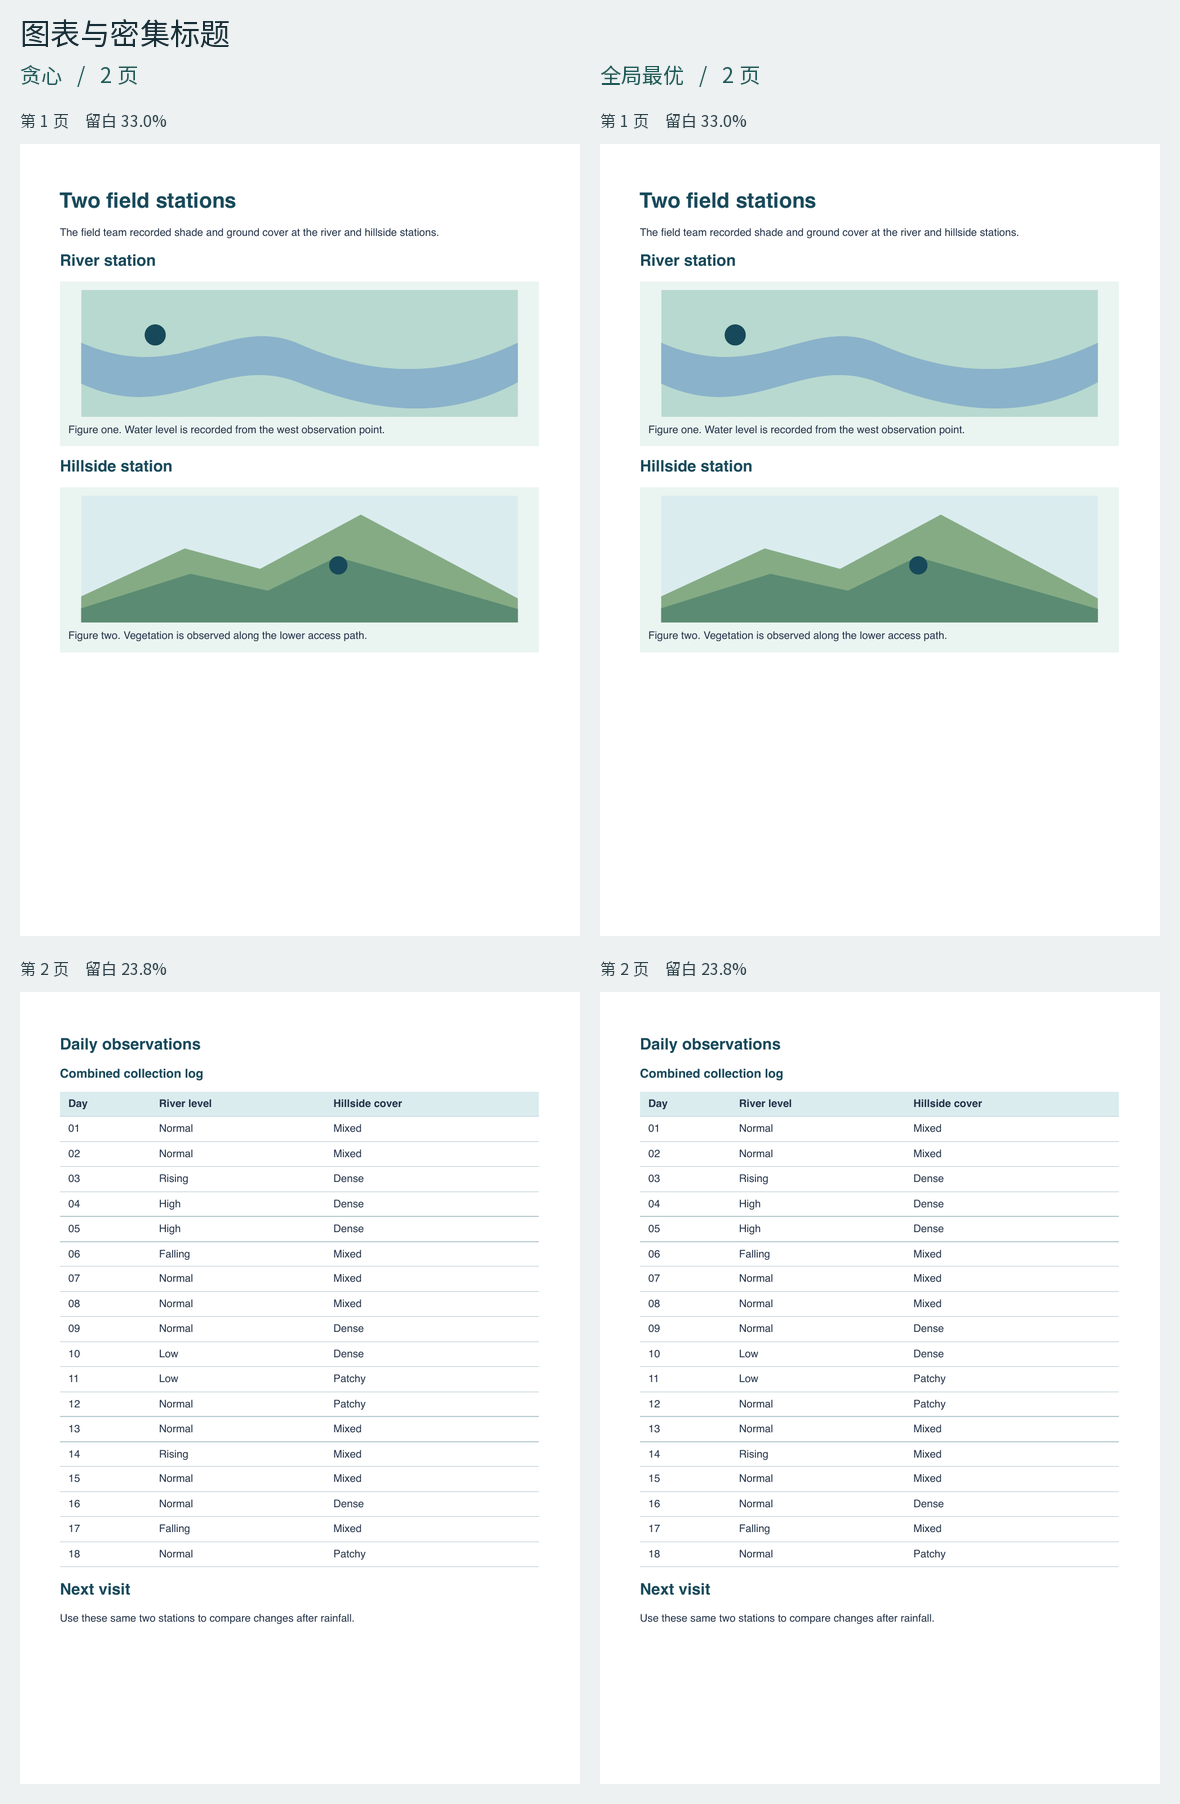 图表与密集标题
贪心 / 2 页
第 1 页 留白 33.0%
Two field stations
The field team recorded shade and ground cover at the river and hillside stations.
River station
Figure one. Water level is recorded from the west observation point.
Hillside station
Figure two. Vegetation is observed along the lower access path.
第 2 页 留白 23.8%
Daily observations
Combined collection log
Day River level Hillside cover
01 Normal Mixed
02 Normal Mixed
03 Rising Dense
04 High Dense
05 High Dense
06 Falling Mixed
07 Normal Mixed
08 Normal Mixed
09 Normal Dense
10 Low Dense
11 Low Patchy
12 Normal Patchy
13 Normal Mixed
14 Rising Mixed
15 Normal Mixed
16 Normal Dense
17 Falling Mixed
18 Normal Patchy
Next visit
Use these same two stations to compare changes after rainfall.
全局最优 / 2 页
第 1 页 留白 33.0%
Two field stations
The field team recorded shade and ground cover at the river and hillside stations.
River station
Figure one. Water level is recorded from the west observation point.
Hillside station
Figure two. Vegetation is observed along the lower access path.
第 2 页 留白 23.8%
Daily observations
Combined collection log
Day River level Hillside cover
01 Normal Mixed
02 Normal Mixed
03 Rising Dense
04 High Dense
05 High Dense
06 Falling Mixed
07 Normal Mixed
08 Normal Mixed
09 Normal Dense
10 Low Dense
11 Low Patchy
12 Normal Patchy
13 Normal Mixed
14 Rising Mixed
15 Normal Mixed
16 Normal Dense
17 Falling Mixed
18 Normal Patchy
Next visit
Use these same two stations to compare changes after rainfall.